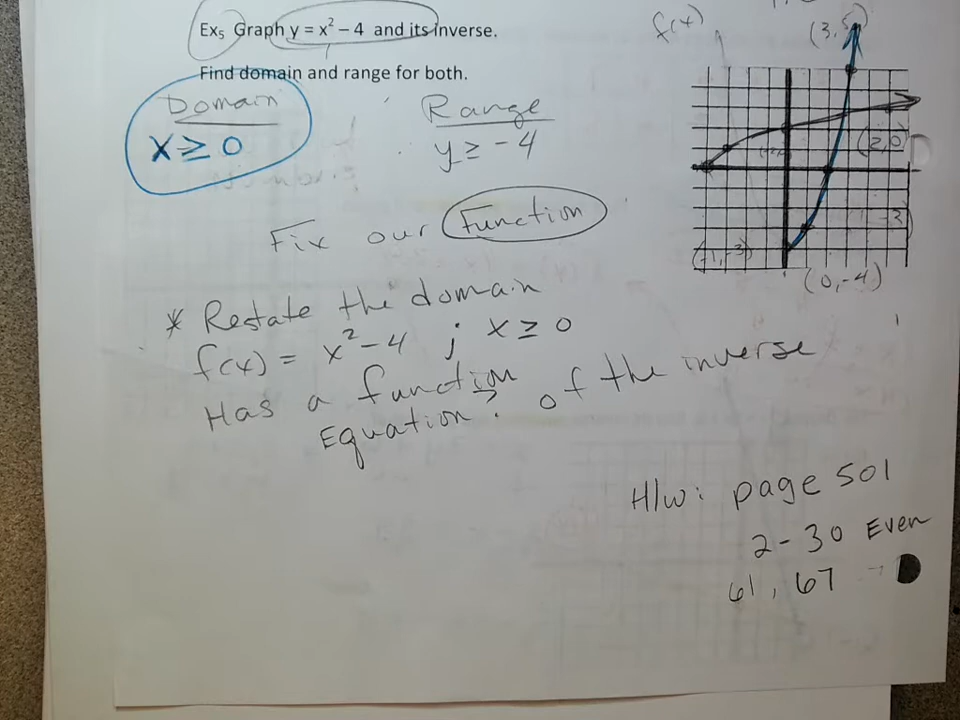 Ex5 Graph y = x² – 4 and its inverse.
Find domain and range for both.
Domain
x ≥ 0
Range
y ≥ -4
f(x)
(3,5)
(2,0)
(-1,-3)
(0,-4)
Fix our Function
* Restate the domain
f(x) = x² -4 ; x ≥ 0
Has a function
Equation? of the inverse
H/w: page 501
2 - 30 Even
61, 67